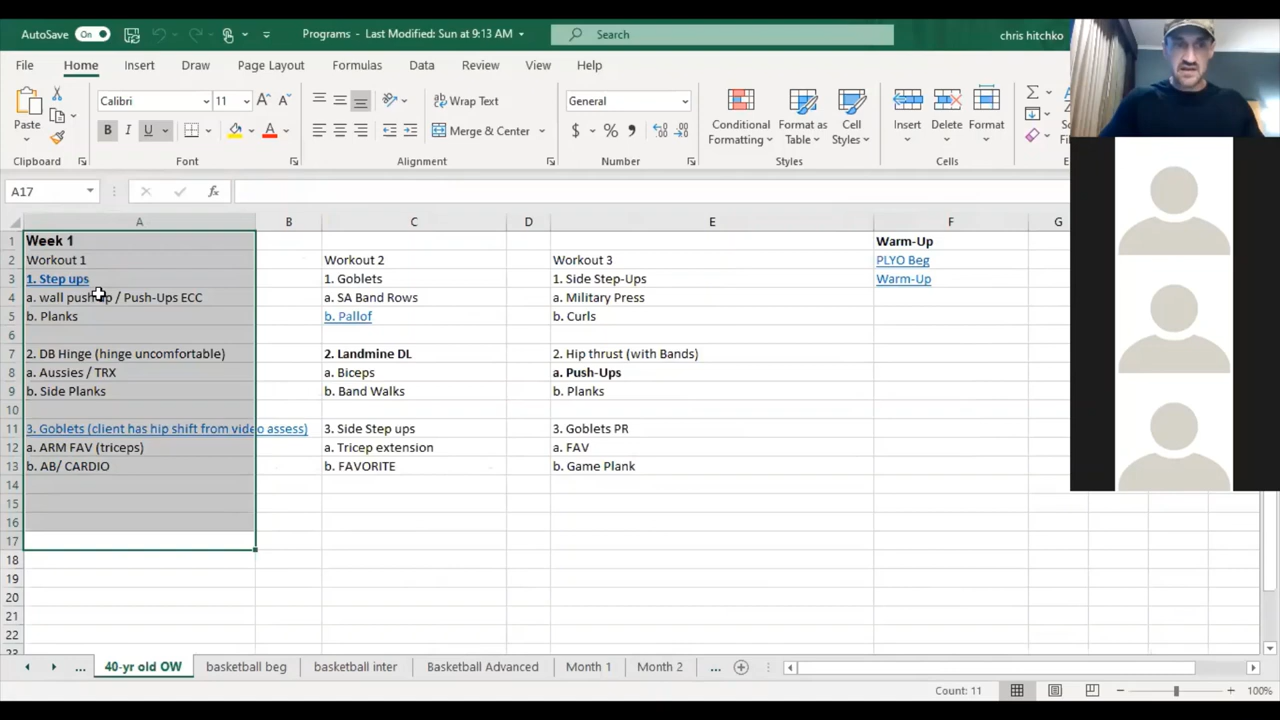 AutoSave On Programs - Last Modified: Sun at 9:13 AM Search chris hitchko
File Home Insert Draw Page Layout Formulas Data Review View Help
Calibri 11 Wrap Text General
Paste B I U Merge & Center $ % Conditional Formatting Format as Table Cell Styles Insert Delete Format
Clipboard Font Alignment Number Styles Cells
A17 fx
A B C D E F G
1 Week 1 Warm-Up
2 Workout 1 Workout 2 Workout 3 PLYO Beg
3 1. Step ups 1. Goblets 1. Side Step-Ups Warm-Up
4 a. wall push up / Push-Ups ECC a. SA Band Rows a. Military Press
5 b. Planks b. Pallof b. Curls
6
7 2. DB Hinge (hinge uncomfortable) 2. Landmine DL 2. Hip thrust (with Bands)
8 a. Aussies / TRX a. Biceps a. Push-Ups
9 b. Side Planks b. Band Walks b. Planks
10
11 3. Goblets (client has hip shift from video assess) 3. Side Step ups 3. Goblets PR
12 a. ARM FAV (triceps) a. Tricep extension a. FAV
13 b. AB/ CARDIO b. FAVORITE b. Game Plank
14
15
16
17
18
19
20
21
22
23
... 40-yr old OW basketball beg basketball inter Basketball Advanced Month 1 Month 2 ...
Count: 11 100%